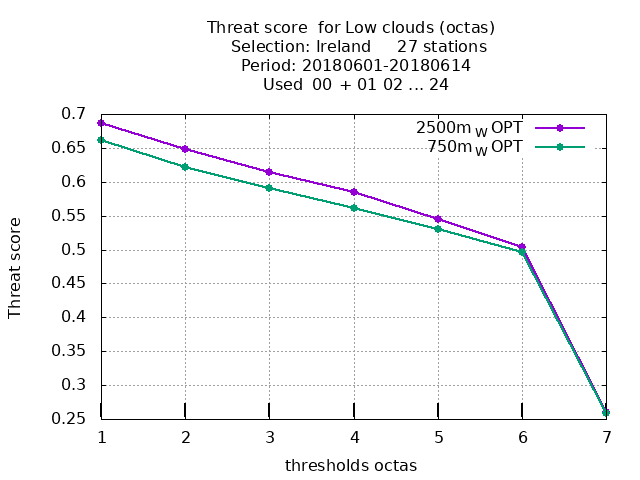 Threat score  for Low clouds (octas)
Selection: Ireland     27 stations
Period: 20180601-20180614
Used  00  + 01 02 ... 24
2500m W OPT
750m W OPT
0.7
0.65
0.6
0.55
0.5
0.45
0.4
0.35
0.3
0.25
Threat score
1 2 3 4 5 6 7
thresholds octas